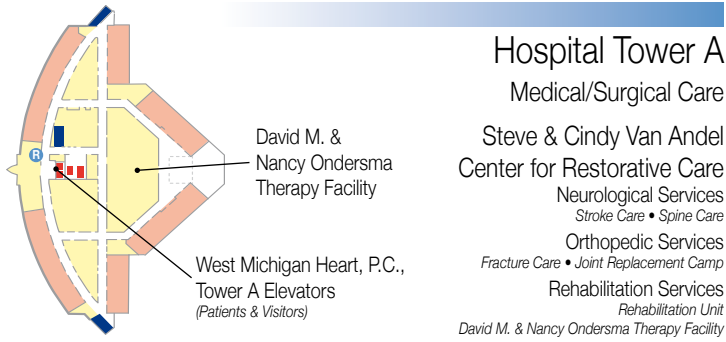 Hospital Tower A
Medical/Surgical Care
Steve & Cindy Van Andel
Center for Restorative Care
Neurological Services
Stroke Care • Spine Care
Orthopedic Services
Fracture Care • Joint Replacement Camp
Rehabilitation Services
Rehabilitation Unit
David M. & Nancy Ondersma Therapy Facility
R
David M. &
Nancy Ondersma
Therapy Facility
West Michigan Heart, P.C.,
Tower A Elevators
(Patients & Visitors)